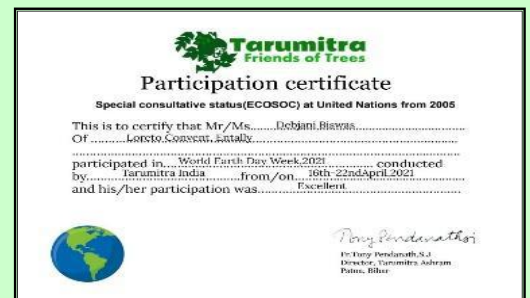 Tarumitra
Friends of Trees
Participation certificate
Special consultative status(ECOSOC) at United Nations from 2005
This is to certify that Mr/Ms......Debjani Biswas..............................
Of ..........Loreto Convent, Entally............................................
................................................................................
participated in.....World Earth Day Week,2021............ conducted
by..........Tarumitra India.........from/on....16th-22ndApril,2021......
and his/her participation was............Excellent..............................
Tony PendanathSj
Fr.Tony Pendanath,S.J
Director, Tarumitra Ashram
Patna, Bihar